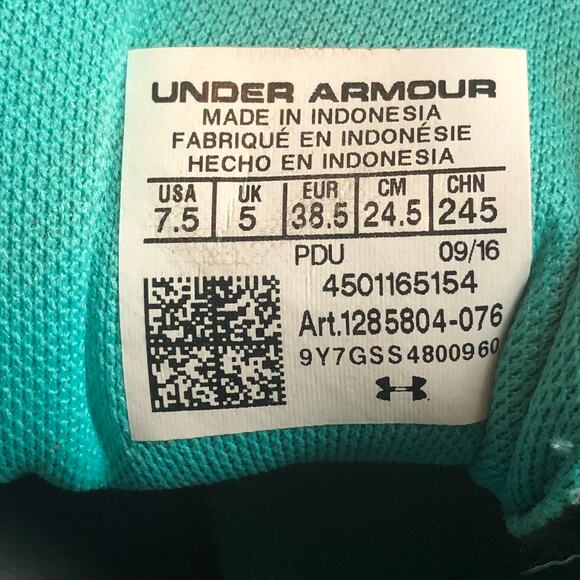 UNDER ARMOUR
MADE IN INDONESIA
FABRIQUÉ EN INDONÉSIE
HECHO EN INDONESIA
USA UK EUR CM CHN
7.5 5 38.5 24.5 245
PDU 09/16
4501165154
Art.1285804-076
9Y7GSS4800960